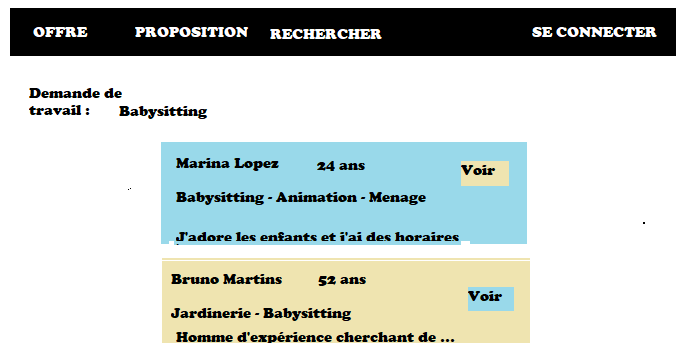 OFFRE PROPOSITION RECHERCHER SE CONNECTER
Demande de
travail : Babysitting
Marina Lopez 24 ans Voir
Babysitting - Animation - Menage
J'adore les enfants et j'ai des horaires
Bruno Martins 52 ans Voir
Jardinerie - Babysitting
Homme d'expérience cherchant de ...